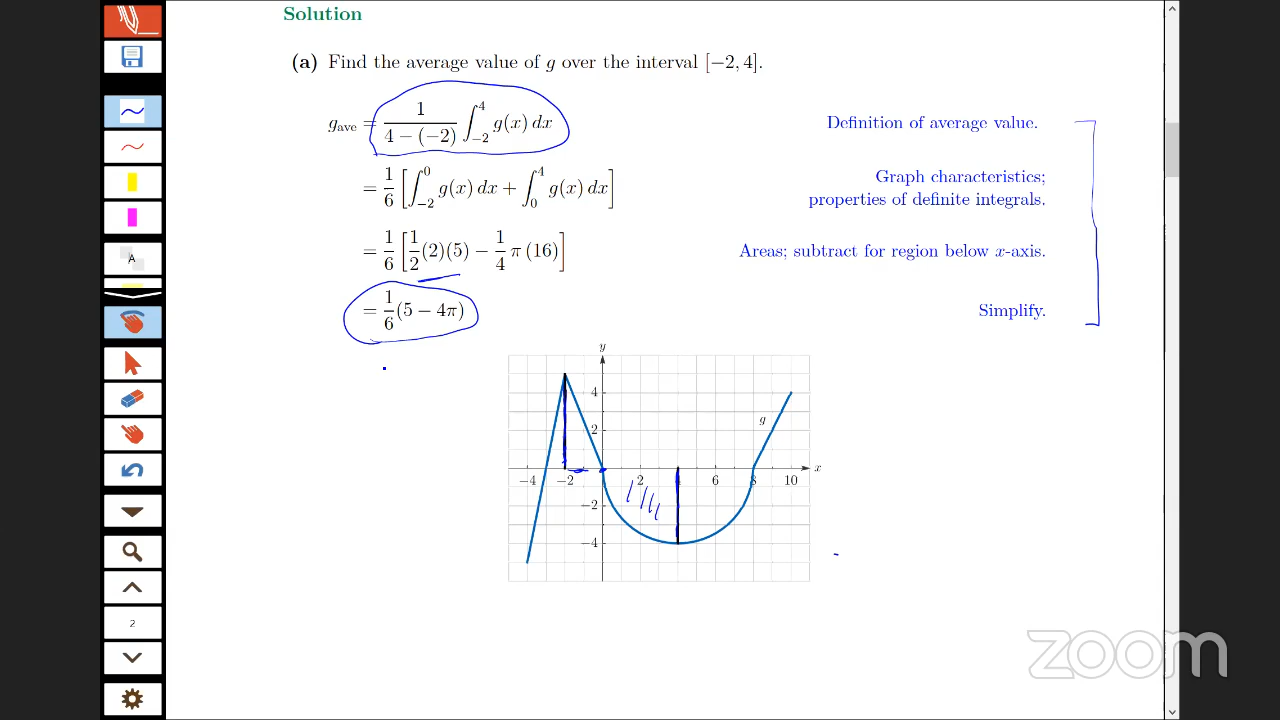 Solution
(a) Find the average value of g over the interval [−2, 4].
g_ave = 1/(4 − (−2)) ∫_{−2}^{4} g(x) dx Definition of average value.
= 1/6 [∫_{−2}^{0} g(x) dx + ∫_{0}^{4} g(x) dx] Graph characteristics;
properties of definite integrals.
= 1/6 [1/2 (2)(5) − 1/4 π (16)] Areas; subtract for region below x-axis.
= 1/6 (5 − 4π) Simplify.
y
4
g
2
x
−4 −2 2 4 6 8 10
−2
−4
A
2
zoom